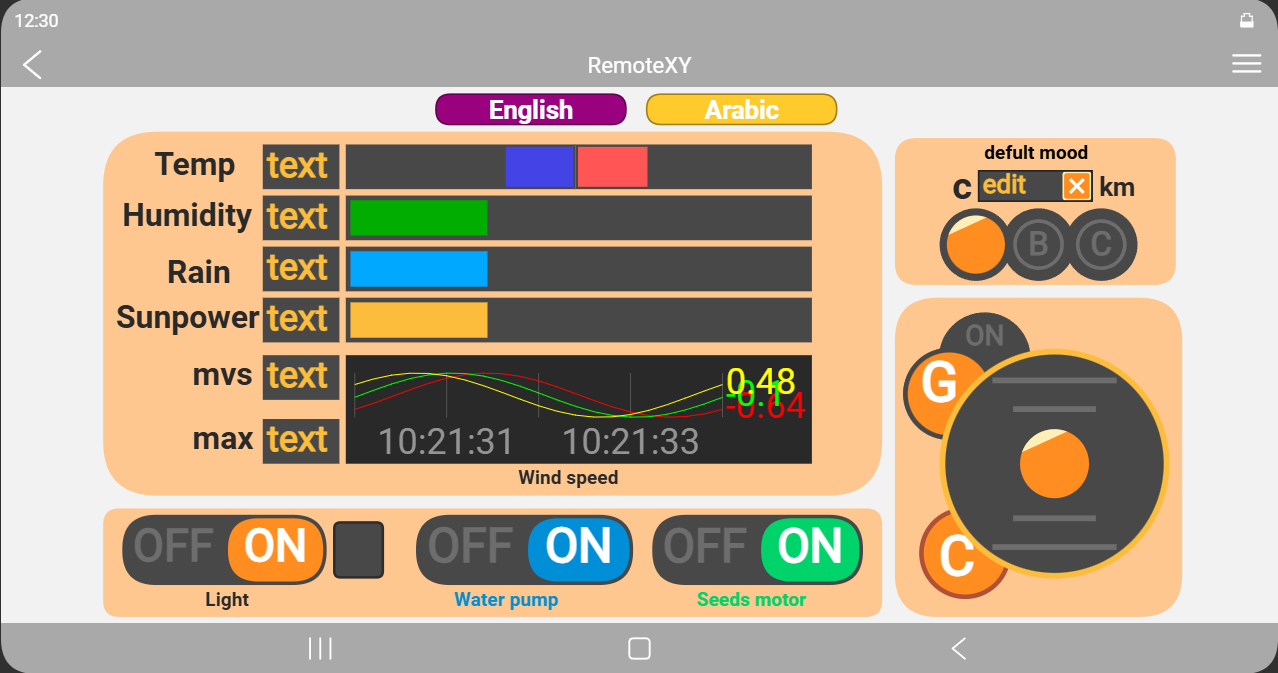 12:30
RemoteXY
English Arabic
Temp text
Humidity text
Rain text
Sunpower text
mvs text
max text
0.48
-0.1
-0.64
10:21:31 10:21:33
Wind speed
OFF ON
Light
OFF ON
Water pump
OFF ON
Seeds motor
defult mood
c edit km
B C
ON
G
C